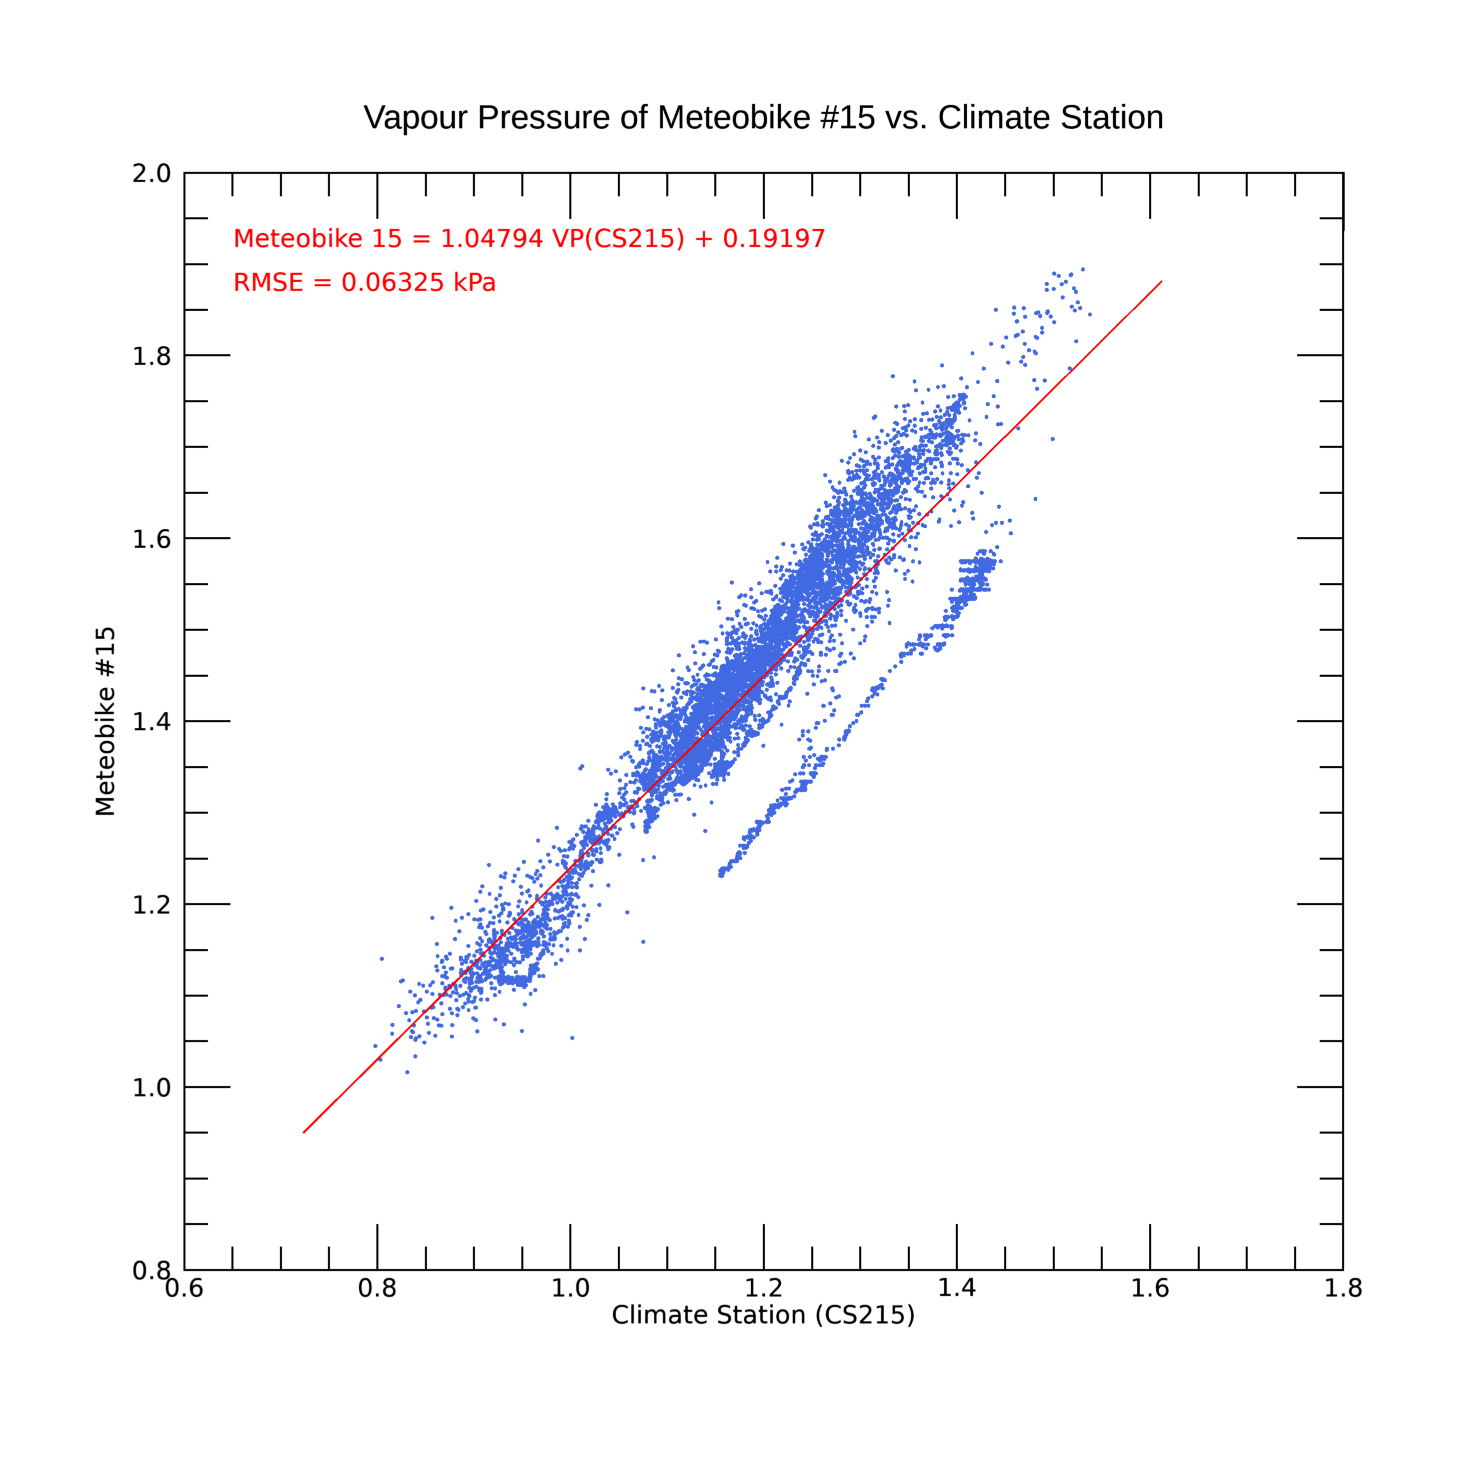 Vapour Pressure of Meteobike #15 vs. Climate Station
2.0
Meteobike 15 = 1.04794 VP(CS215) + 0.19197
RMSE = 0.06325 kPa
1.8
1.6
Meteobike #15
1.4
1.2
1.0
0.8
0.6 0.8 1.0 1.2 1.4 1.6 1.8
Climate Station (CS215)